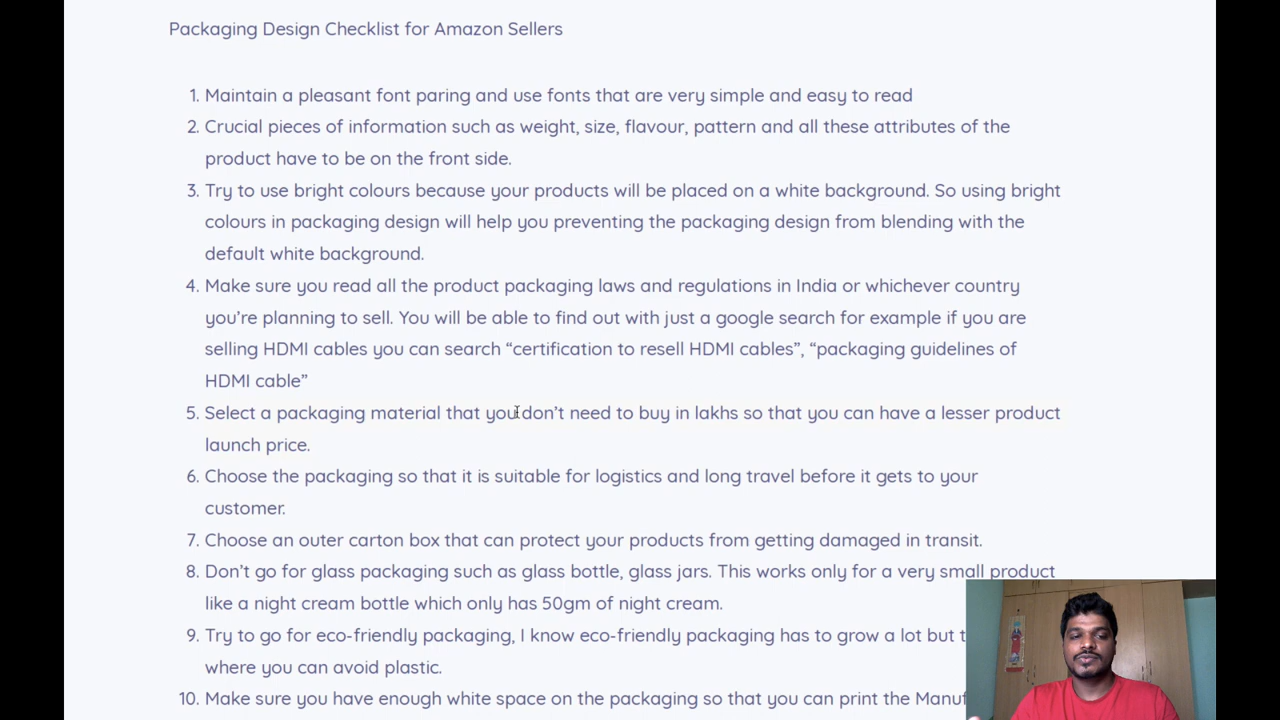 Packaging Design Checklist for Amazon Sellers
1. Maintain a pleasant font paring and use fonts that are very simple and easy to read
2. Crucial pieces of information such as weight, size, flavour, pattern and all these attributes of the
product have to be on the front side.
3. Try to use bright colours because your products will be placed on a white background. So using bright
colours in packaging design will help you preventing the packaging design from blending with the
default white background.
4. Make sure you read all the product packaging laws and regulations in India or whichever country
you’re planning to sell. You will be able to find out with just a google search for example if you are
selling HDMI cables you can search “certification to resell HDMI cables”, “packaging guidelines of
HDMI cable”
5. Select a packaging material that you don’t need to buy in lakhs so that you can have a lesser product
launch price.
6. Choose the packaging so that it is suitable for logistics and long travel before it gets to your
customer.
7. Choose an outer carton box that can protect your products from getting damaged in transit.
8. Don’t go for glass packaging such as glass bottle, glass jars. This works only for a very small product
like a night cream bottle which only has 50gm of night cream.
9. Try to go for eco-friendly packaging, I know eco-friendly packaging has to grow a lot but
where you can avoid plastic.
10. Make sure you have enough white space on the packaging so that you can print the